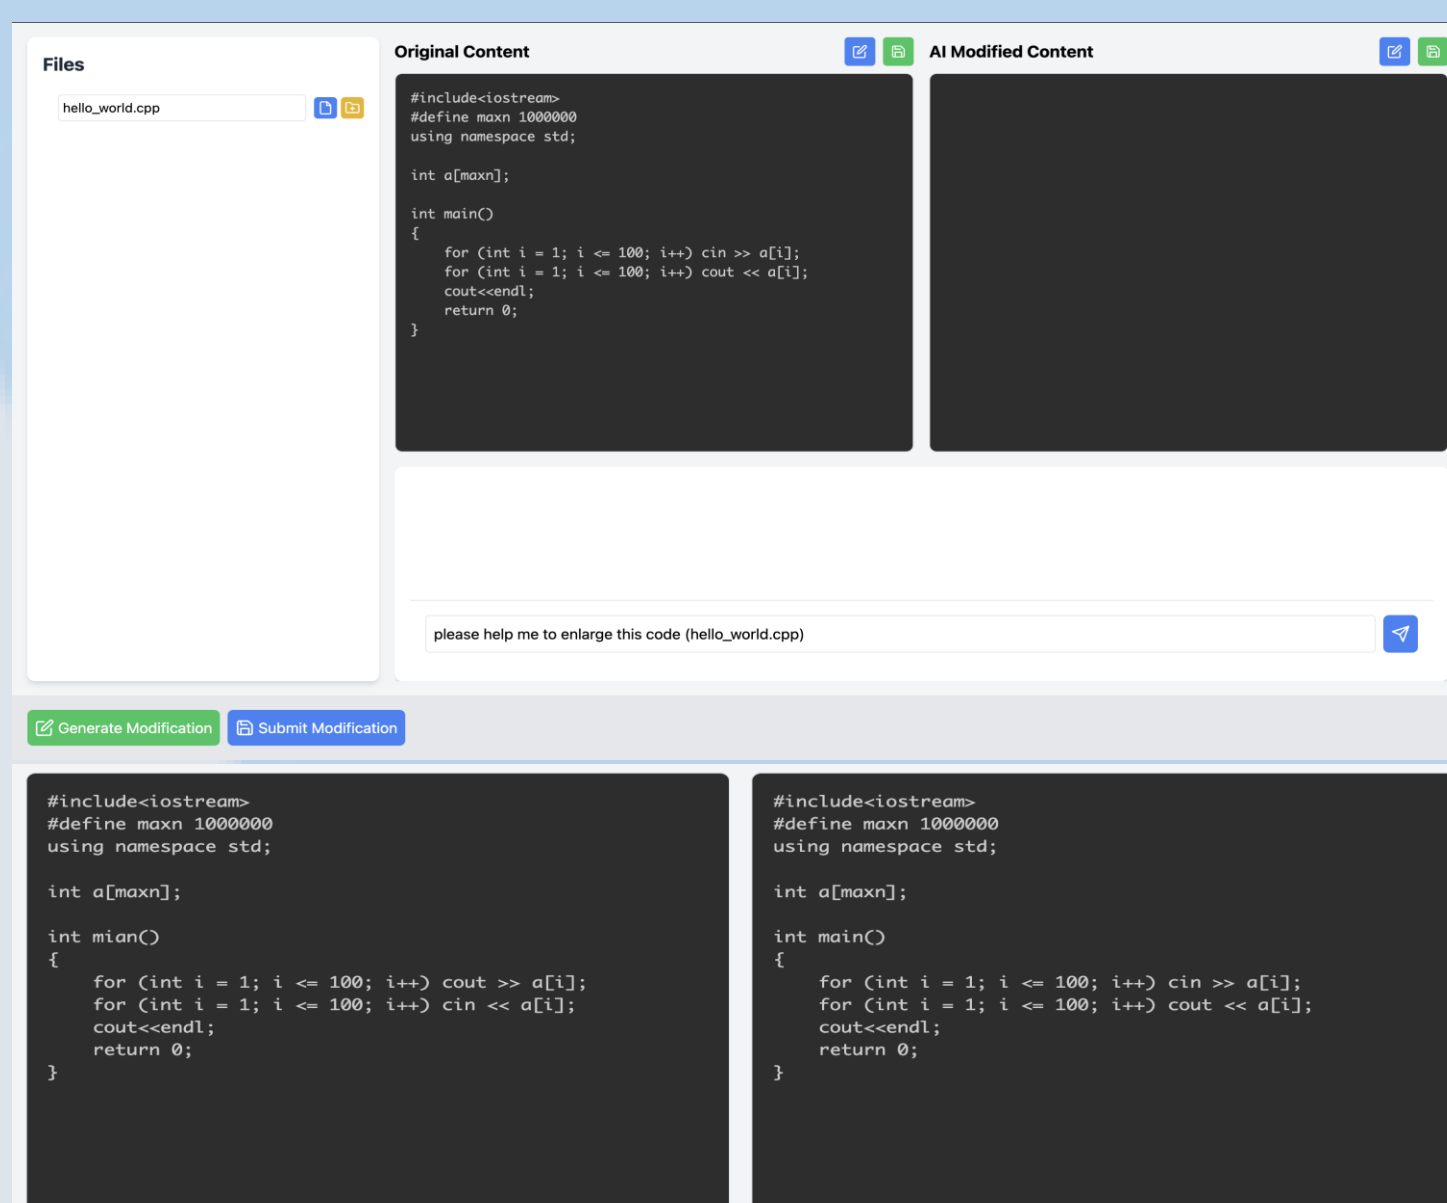 Files
hello_world.cpp
Original Content
#include<iostream>
#define maxn 1000000
using namespace std;
int a[maxn];
int main()
{
    for (int i = 1; i <= 100; i++) cin >> a[i];
    for (int i = 1; i <= 100; i++) cout << a[i];
    cout<<endl;
    return 0;
}
AI Modified Content
please help me to enlarge this code (hello_world.cpp)
Generate Modification
Submit Modification
#include<iostream>
#define maxn 1000000
using namespace std;
int a[maxn];
int mian()
{
    for (int i = 1; i <= 100; i++) cout >> a[i];
    for (int i = 1; i <= 100; i++) cin << a[i];
    cout<<endl;
    return 0;
}
#include<iostream>
#define maxn 1000000
using namespace std;
int a[maxn];
int main()
{
    for (int i = 1; i <= 100; i++) cin >> a[i];
    for (int i = 1; i <= 100; i++) cout << a[i];
    cout<<endl;
    return 0;
}